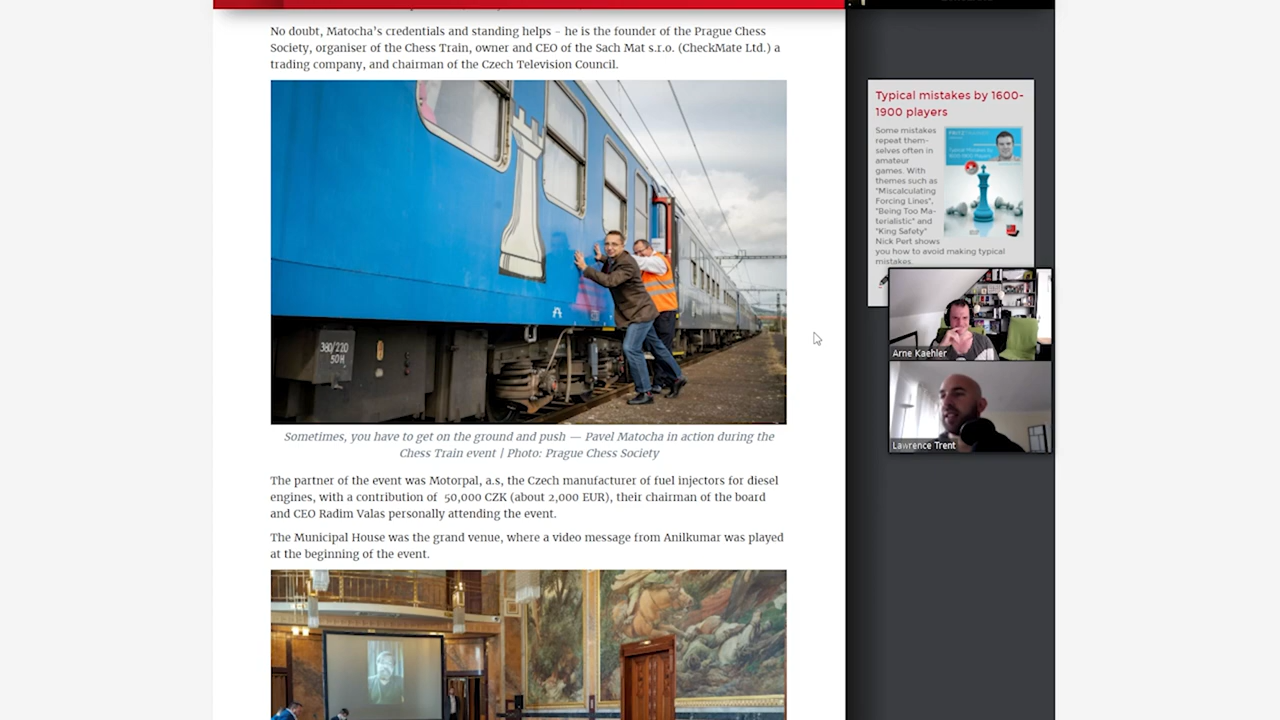 No doubt, Matocha's credentials and standing helps – he is the founder of the Prague Chess
Society, organiser of the Chess Train, owner and CEO of the Sach Mat s.r.o. (CheckMate Ltd.) a
trading company, and chairman of the Czech Television Council.
380/220
50H
Sometimes, you have to get on the ground and push — Pavel Matocha in action during the
Chess Train event | Photo: Prague Chess Society
The partner of the event was Motorpal, a.s, the Czech manufacturer of fuel injectors for diesel
engines, with a contribution of 50,000 CZK (about 2,000 EUR), their chairman of the board
and CEO Radim Valas personally attending the event.
The Municipal House was the grand venue, where a video message from Anilkumar was played
at the beginning of the event.
Typical mistakes by 1600-
1900 players
Some mistakes
repeat them-
selves often in
amateur
games. With
themes such as
"Miscalculating
Forcing Lines",
"Being Too Ma-
terialistic" and
"King Safety"
Nick Pert shows
you how to avoid making typical
mistakes.
Typical Mistakes by
1600-1900 Players
Arne Kaehler
Lawrence Trent